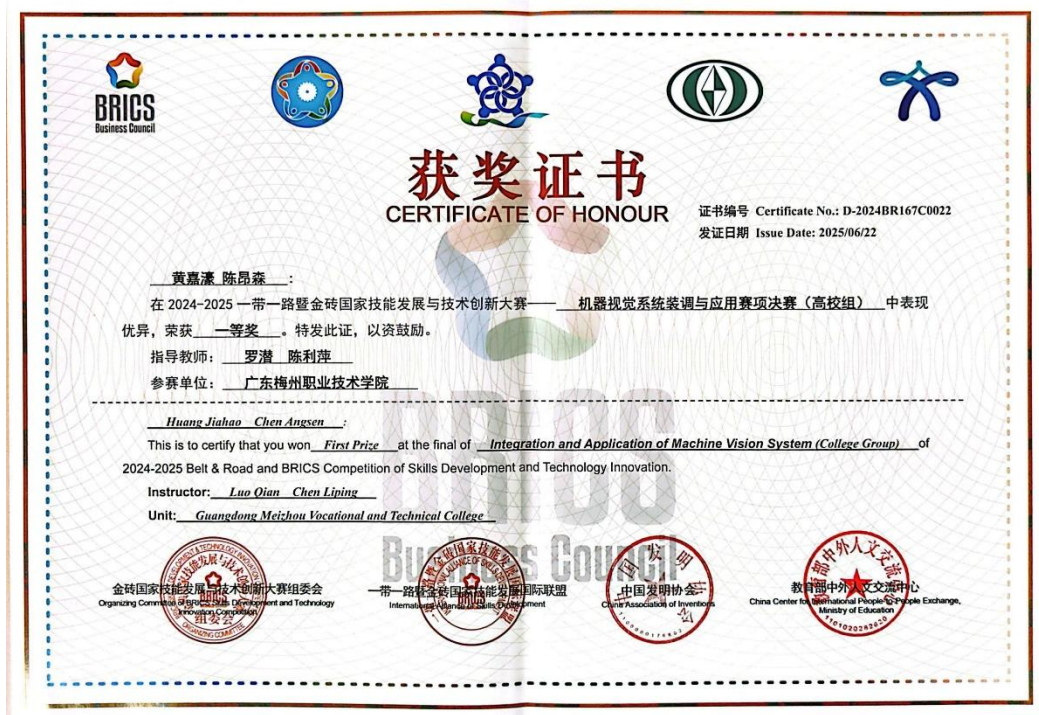 BRICS
Business Council
获奖证书
CERTIFICATE OF HONOUR
证书编号 Certificate No.: D-2024BR167C0022
发证日期 Issue Date: 2025/06/22
黄嘉濠 陈昂森：
在 2024-2025 一带一路暨金砖国家技能发展与技术创新大赛——机器视觉系统装调与应用赛项决赛（高校组）中表现
优异，荣获 一等奖 。特发此证，以资鼓励。
指导教师： 罗潜 陈利萍
参赛单位： 广东梅州职业技术学院
Huang Jiahao Chen Angsen :
This is to certify that you won First Prize at the final of Integration and Application of Machine Vision System (College Group) of
2024-2025 Belt & Road and BRICS Competition of Skills Development and Technology Innovation.
Instructor: Luo Qian Chen Liping
Unit: Guangdong Meizhou Vocational and Technical College
BRICS
Business Council
金砖国家技能发展与技术创新大赛组委会
Organizing Committee of BRICS Skills Development and Technology
Innovation Competition
一带一路暨金砖国家技能发展国际联盟
International Alliance of Skills Development
中国发明协会
China Association of Inventions
教育部中外人文交流中心
China Center for International People-to-People Exchange,
Ministry of Education